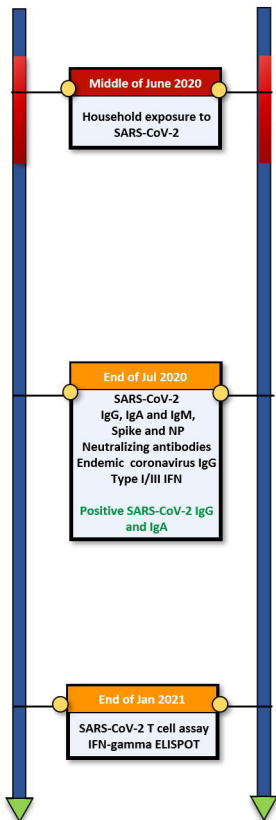 Middle of June 2020
Household exposure to
SARS-CoV-2
End of Jul 2020
SARS-CoV-2
IgG, IgA and IgM,
Spike and NP
Neutralizing antibodies
Endemic coronavirus IgG
Type I/III IFN
Positive SARS-CoV-2 IgG
and IgA
End of Jan 2021
SARS-CoV-2 T cell assay
IFN-gamma ELISPOT